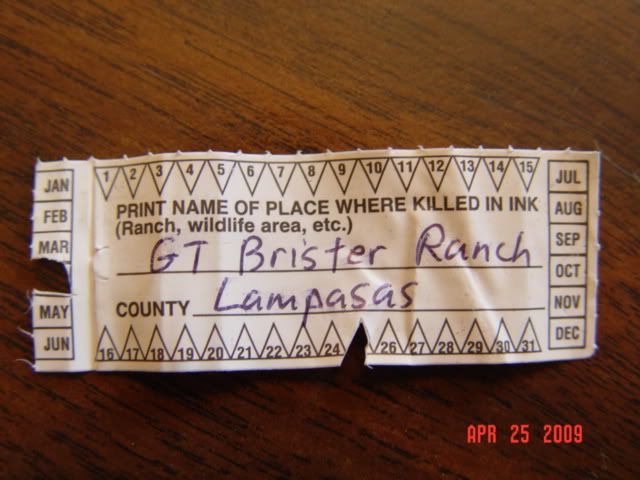 1 2 3 4 5 6 7 8 9 10 11 12 13 14 15
JAN
FEB
MAR
MAY
JUN
PRINT NAME OF PLACE WHERE KILLED IN INK
(Ranch, wildlife area, etc.)
GT Brister Ranch
COUNTY Lampasas
16 17 18 19 20 21 22 23 24 26 27 28 29 30 31
JUL
AUG
SEP
OCT
NOV
DEC
APR 25 2009